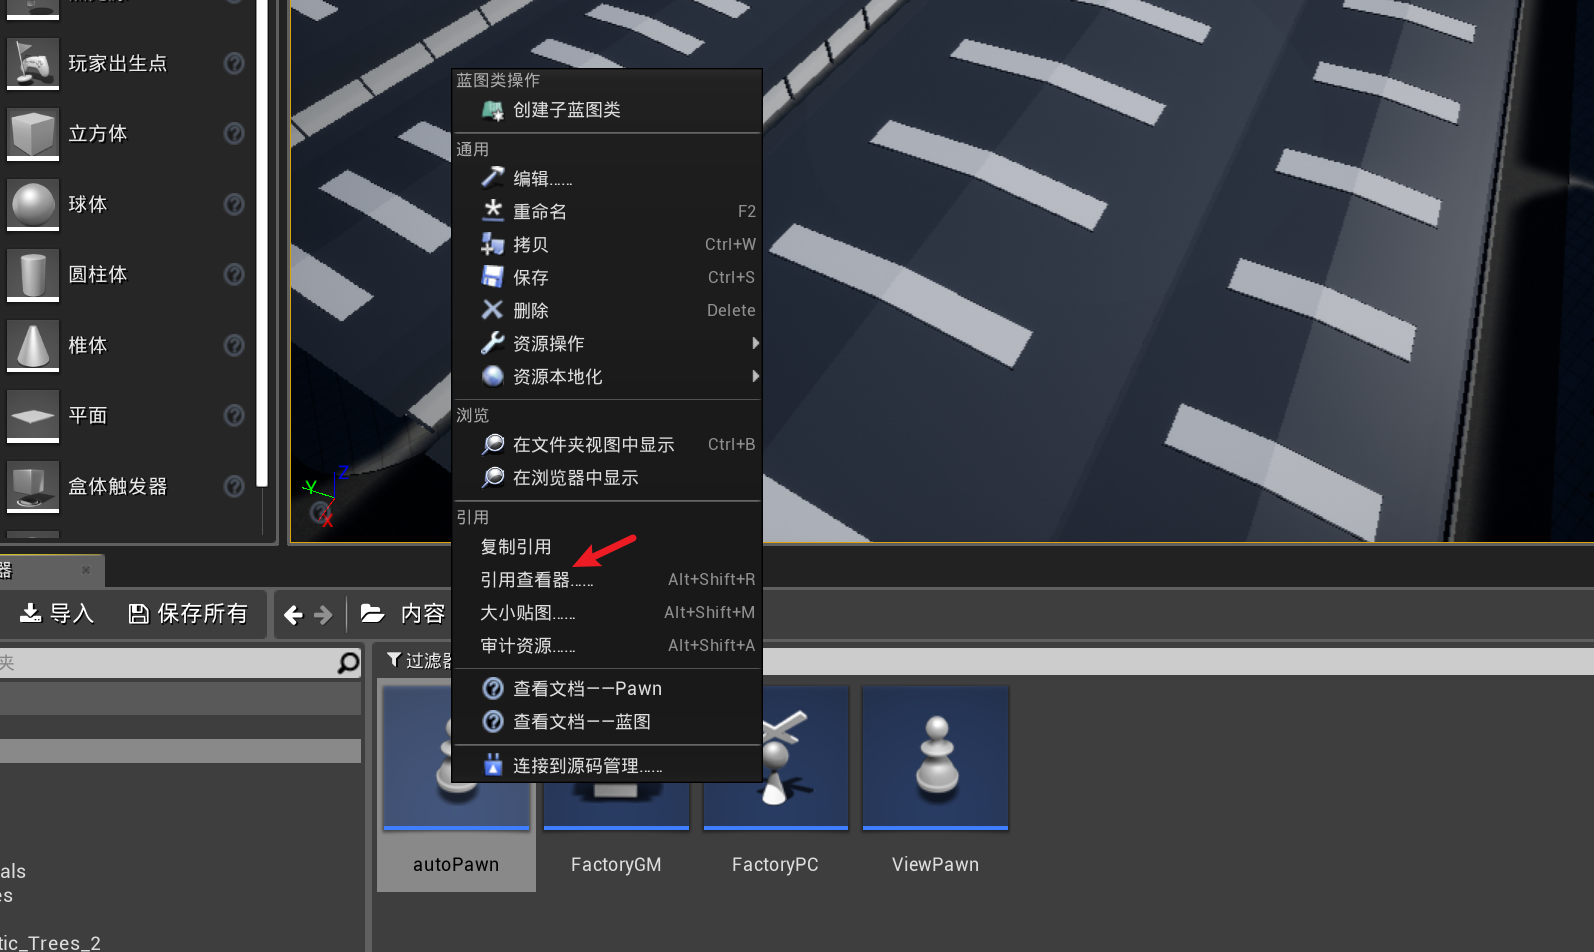 玩家出生点
立方体
球体
圆柱体
椎体
平面
盒体触发器
Z
Y
X
蓝图类操作
创建子蓝图类
通用
编辑......
重命名 F2
拷贝 Ctrl+W
保存 Ctrl+S
删除 Delete
资源操作
资源本地化
浏览
在文件夹视图中显示 Ctrl+B
在浏览器中显示
引用
复制引用
引用查看器...... Alt+Shift+R
大小贴图...... Alt+Shift+M
审计资源...... Alt+Shift+A
查看文档——Pawn
查看文档——蓝图
连接到源码管理......
器
导入
保存所有
内容
夹
过滤器
autoPawn
FactoryGM
FactoryPC
ViewPawn
als
es
tic_Trees_2